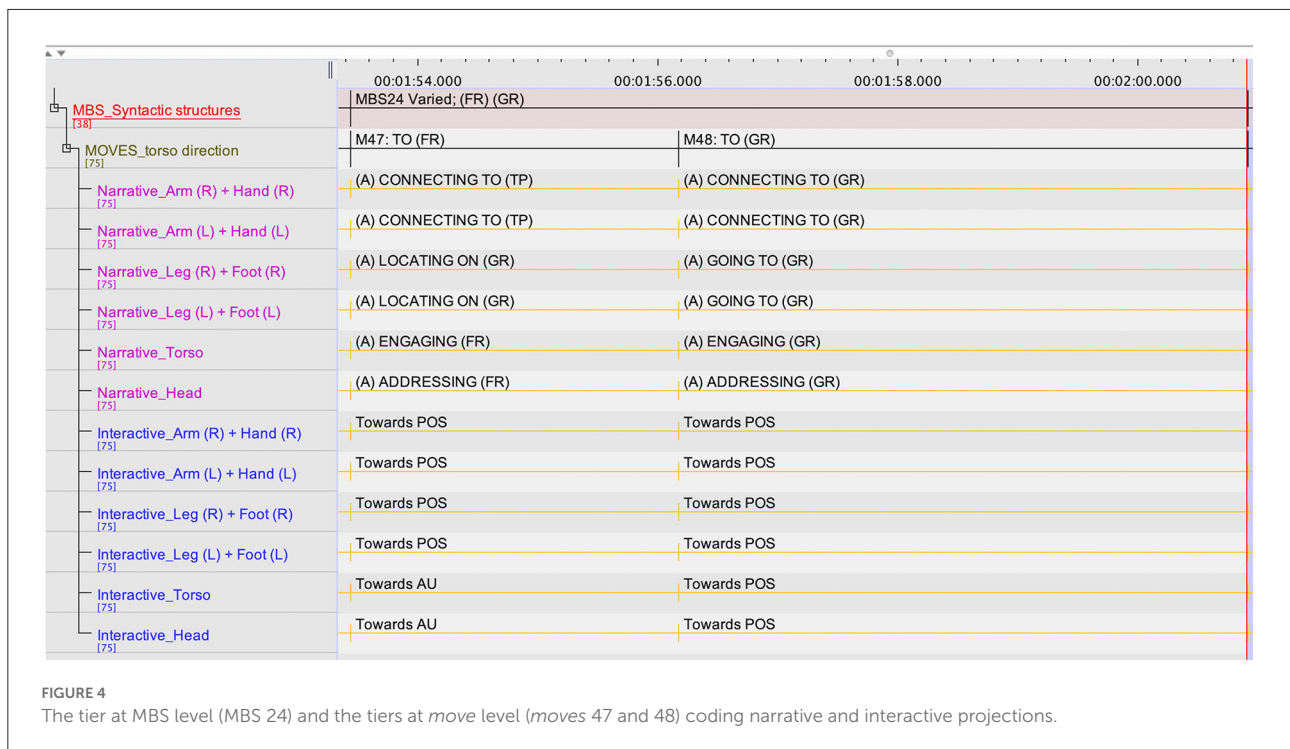 00:01:54.000 00:01:56.000 00:01:58.000 00:02:00.000
MBS_Syntactic structures MBS24 Varied; (FR) (GR)
[38]
MOVES_torso direction M47: TO (FR) M48: TO (GR)
[75]
Narrative_Arm (R) + Hand (R) (A) CONNECTING TO (TP) (A) CONNECTING TO (GR)
[75]
Narrative_Arm (L) + Hand (L) (A) CONNECTING TO (TP) (A) CONNECTING TO (GR)
[75]
Narrative_Leg (R) + Foot (R) (A) LOCATING ON (GR) (A) GOING TO (GR)
[75]
Narrative_Leg (L) + Foot (L) (A) LOCATING ON (GR) (A) GOING TO (GR)
[75]
Narrative_Torso (A) ENGAGING (FR) (A) ENGAGING (GR)
[75]
Narrative_Head (A) ADDRESSING (FR) (A) ADDRESSING (GR)
[75]
Interactive_Arm (R) + Hand (R) Towards POS Towards POS
[75]
Interactive_Arm (L) + Hand (L) Towards POS Towards POS
[75]
Interactive_Leg (R) + Foot (R) Towards POS Towards POS
[75]
Interactive_Leg (L) + Foot (L) Towards POS Towards POS
[75]
Interactive_Torso Towards AU Towards POS
[75]
Interactive_Head Towards AU Towards POS
[75]
FIGURE 4
The tier at MBS level (MBS 24) and the tiers at move level (moves 47 and 48) coding narrative and interactive projections.